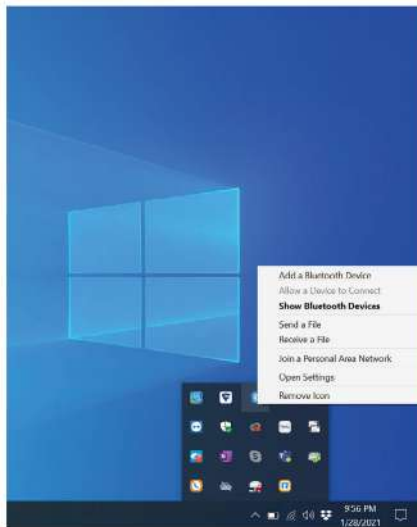 Add a Bluetooth Device
Allow a Device to Connect
Show Bluetooth Devices
Send a File
Receive a File
Join a Personal Area Network
Open Settings
Remove Icon
9:56 PM
1/28/2021